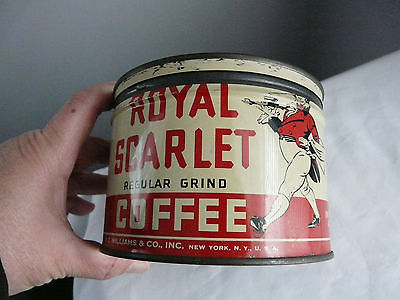 ROYAL
SCARLET
REGULAR GRIND
COFFEE
WILLIAMS & CO., INC. NEW YORK, N.Y., U.S.A.